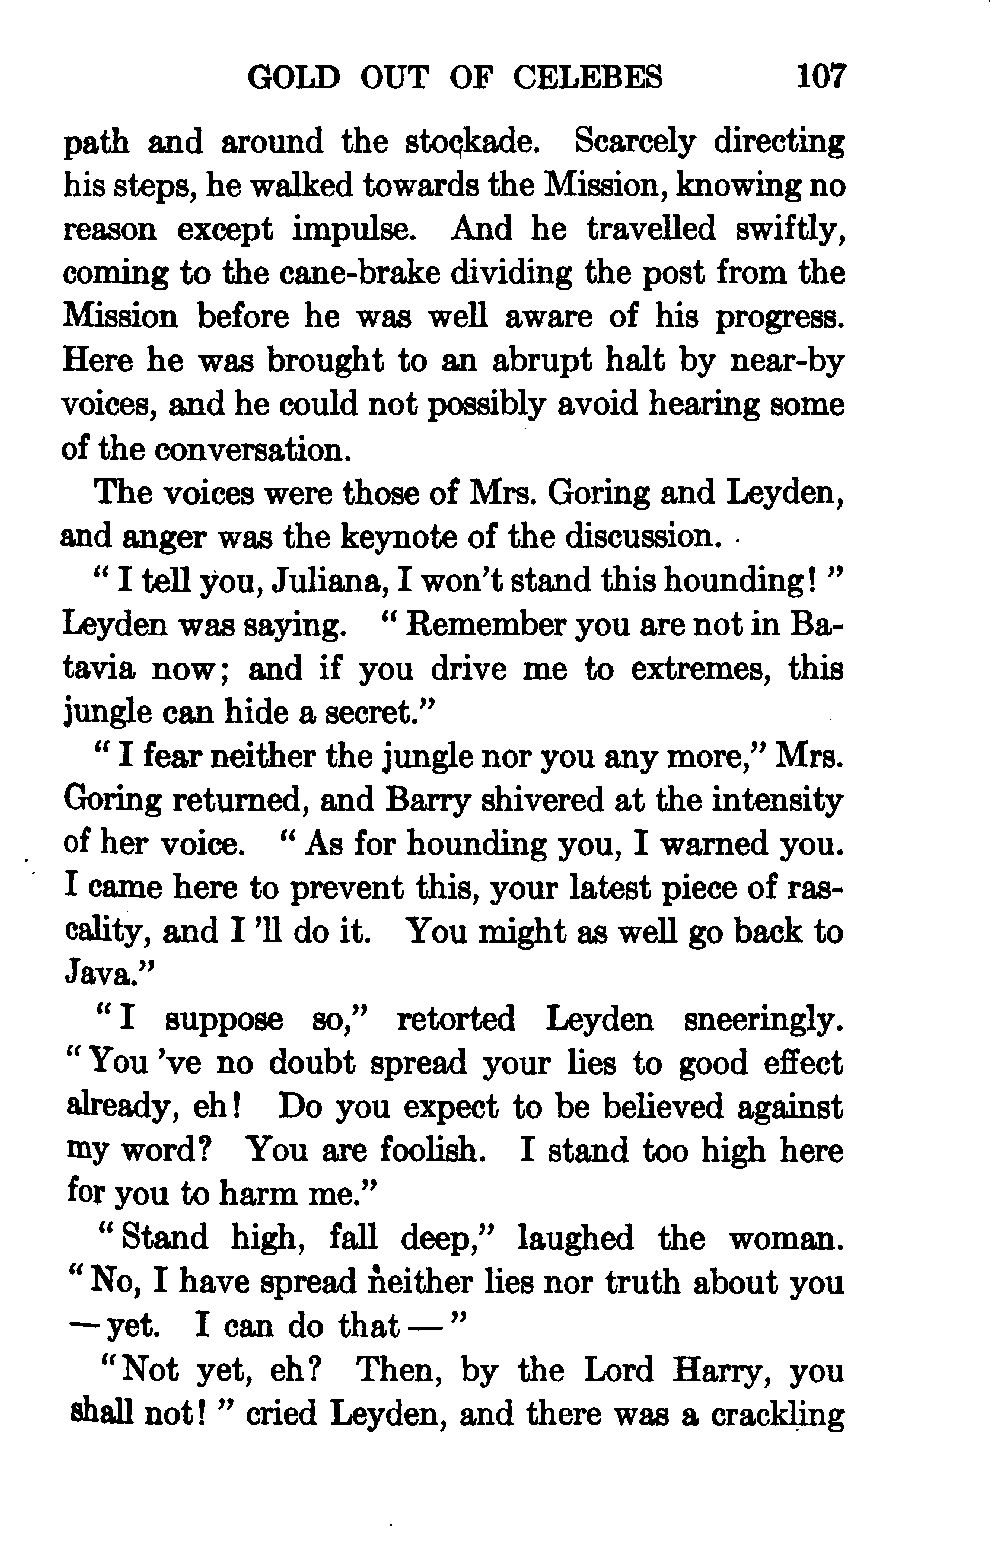 GOLD OUT OF CELEBES 107
path and around the stockade. Scarcely directing
his steps, he walked towards the Mission, knowing no
reason except impulse. And he travelled swiftly,
coming to the cane-brake dividing the post from the
Mission before he was well aware of his progress.
Here he was brought to an abrupt halt by near-by
voices, and he could not possibly avoid hearing some
of the conversation.
The voices were those of Mrs. Goring and Leyden,
and anger was the keynote of the discussion.
“ I tell you, Juliana, I won’t stand this hounding! ”
Leyden was saying. “ Remember you are not in Ba-
tavia now; and if you drive me to extremes, this
jungle can hide a secret.”
“ I fear neither the jungle nor you any more,” Mrs.
Goring returned, and Barry shivered at the intensity
of her voice. “ As for hounding you, I warned you.
I came here to prevent this, your latest piece of ras-
cality, and I ’ll do it. You might as well go back to
Java.”
“ I suppose so,” retorted Leyden sneeringly.
“ You ’ve no doubt spread your lies to good effect
already, eh! Do you expect to be believed against
my word? You are foolish. I stand too high here
for you to harm me.”
“ Stand high, fall deep,” laughed the woman.
“ No, I have spread neither lies nor truth about you
— yet. I can do that — ”
“ Not yet, eh? Then, by the Lord Harry, you
shall not! ” cried Leyden, and there was a crackling